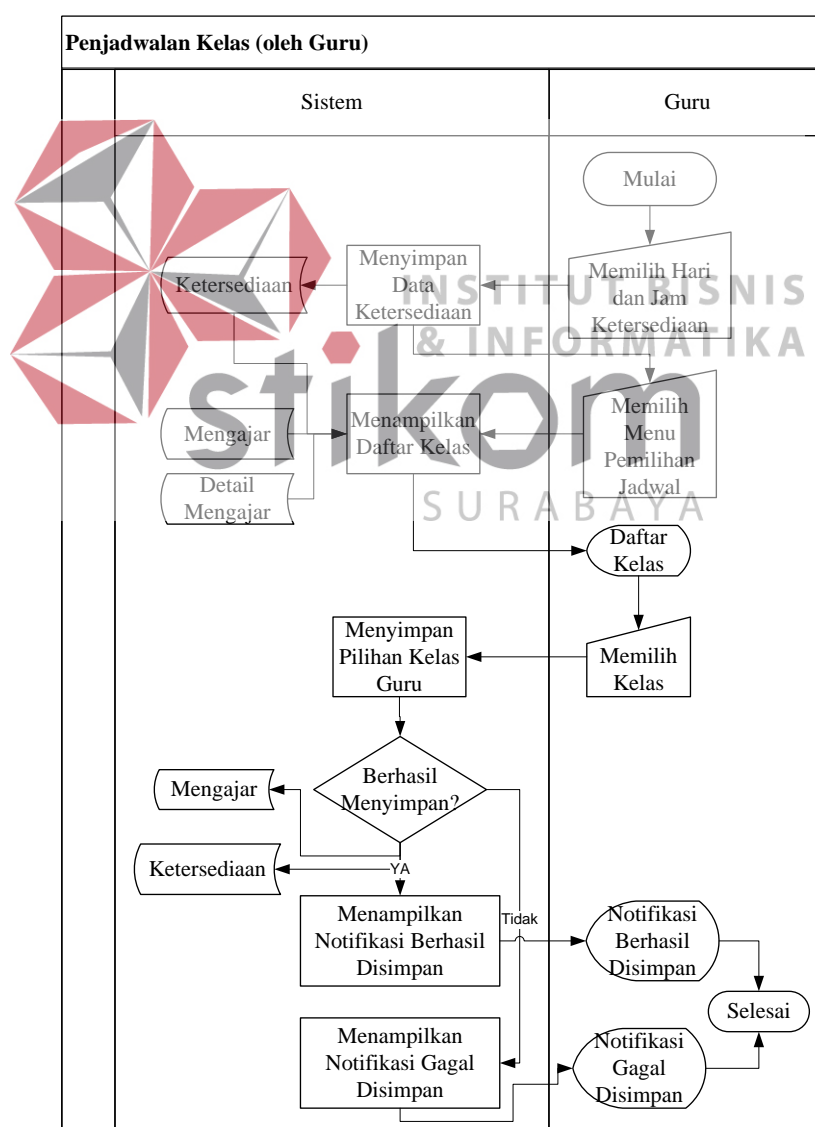 Penjadwalan Kelas (oleh Guru)
Sistem
Guru
Mulai
Memilih Hari
dan Jam
Ketersediaan
Menyimpan
Data
Ketersediaan
Ketersediaan
INSTITUT BISNIS
& INFORMATIKA
stikom
SURABAYA
Memilih
Menu
Pemilihan
Jadwal
Menampilkan
Daftar Kelas
Mengajar
Detail
Mengajar
Daftar
Kelas
Memilih
Kelas
Menyimpan
Pilihan Kelas
Guru
Berhasil
Menyimpan?
Mengajar
Ketersediaan
YA
Tidak
Menampilkan
Notifikasi Berhasil
Disimpan
Notifikasi
Berhasil
Disimpan
Selesai
Menampilkan
Notifikasi Gagal
Disimpan
Notifikasi
Gagal
Disimpan